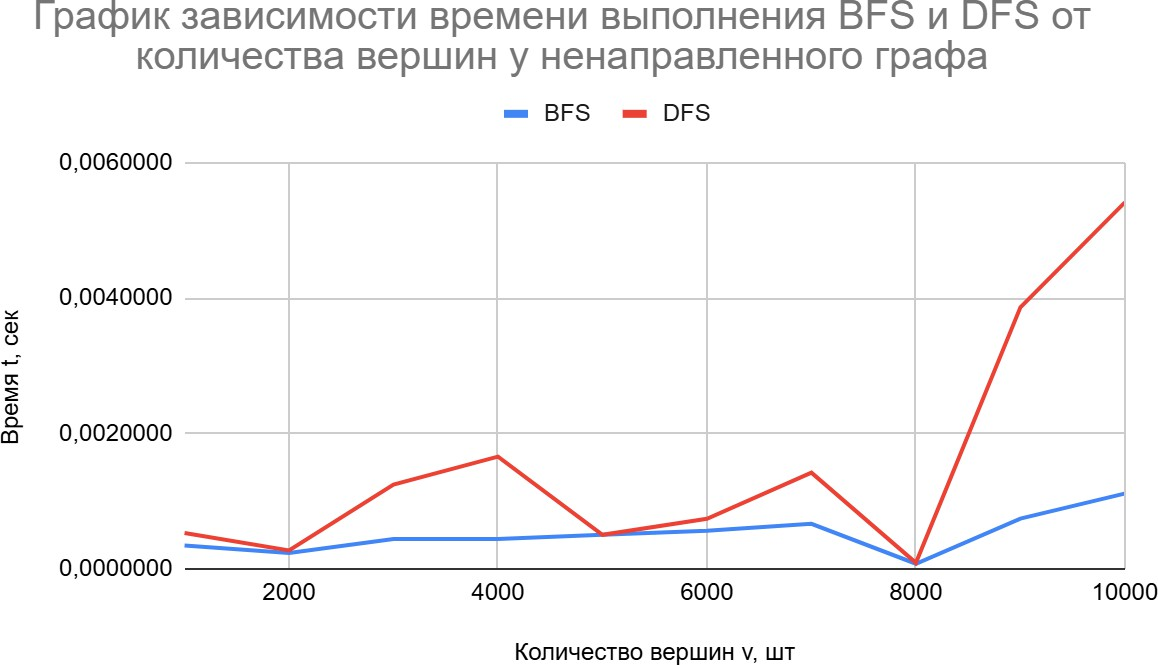 График зависимости времени выполнения BFS и DFS от
количества вершин у ненаправленного графа
BFS DFS
0,0060000
0,0040000
0,0020000
0,0000000
Время t, сек
2000 4000 6000 8000 10000
Количество вершин v, шт